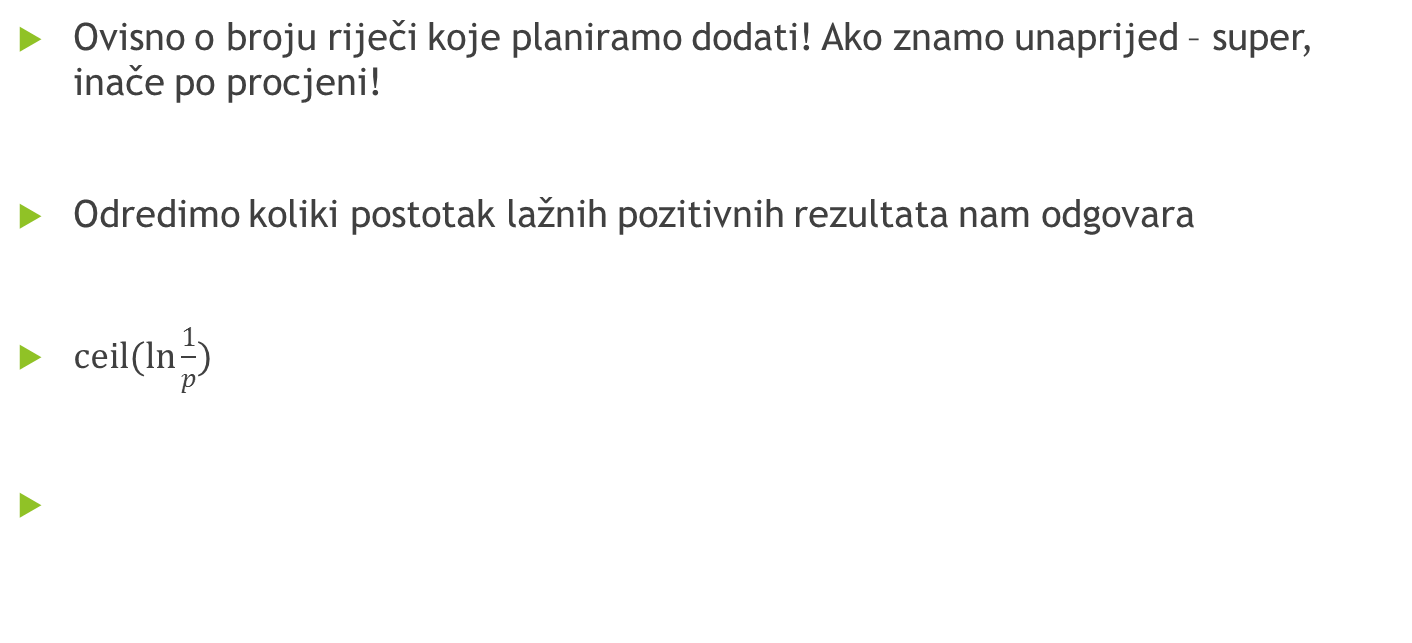 Ovisno o broju riječi koje planiramo dodati! Ako znamo unaprijed – super,
inače po procjeni!
Odredimo koliki postotak lažnih pozitivnih rezultata nam odgovara
ceil(ln 1/p)